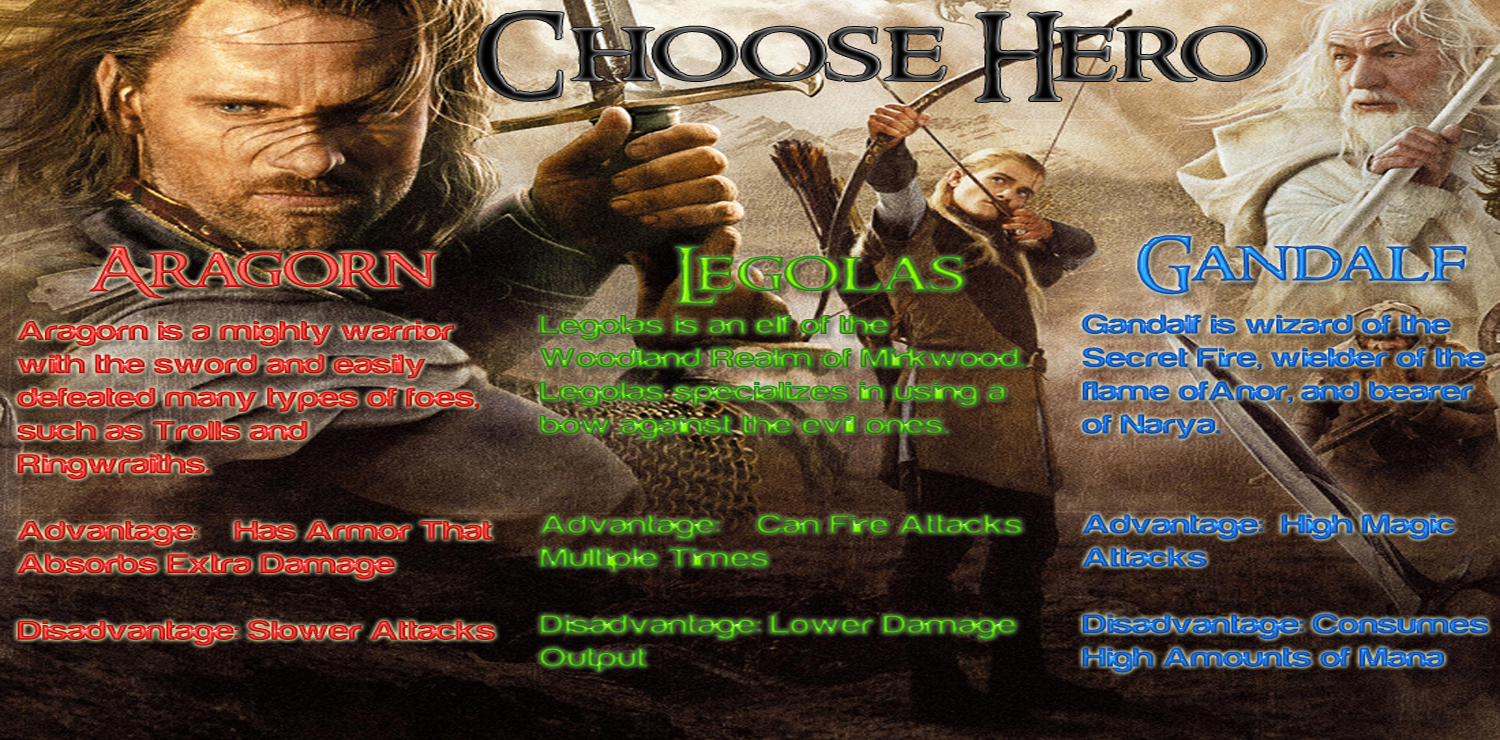 CHOOSE HERO
ARAGORN
Aragorn is a mighty warrior
with the sword and easily
defeated many types of foes,
such as Trolls and
Ringwraiths.
Advantage: Has Armor That
Absorbs Extra Damage
Disadvantage: Slower Attacks
LEGOLAS
Legolas is an elf of the
Woodland Realm of Mirkwood.
Legolas specializes in using a
bow against the evil ones.
Advantage: Can Fire Attacks
Multiple Times
Disadvantage: Lower Damage
Output
GANDALF
Gandalf is wizard of the
Secret Fire, wielder of the
flame of Anor, and bearer
of Narya.
Advantage: High Magic
Attacks
Disadvantage: Consumes
High Amounts of Mana